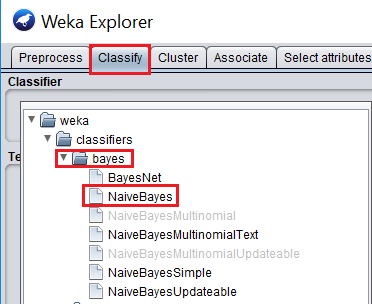 Weka Explorer
Preprocess Classify Cluster Associate Select attributes
Classifier
weka
classifiers
bayes
BayesNet
NaiveBayes
NaiveBayesMultinomial
NaiveBayesMultinomialText
NaiveBayesMultinomialUpdateable
NaiveBayesSimple
NaiveBayesUpdateable